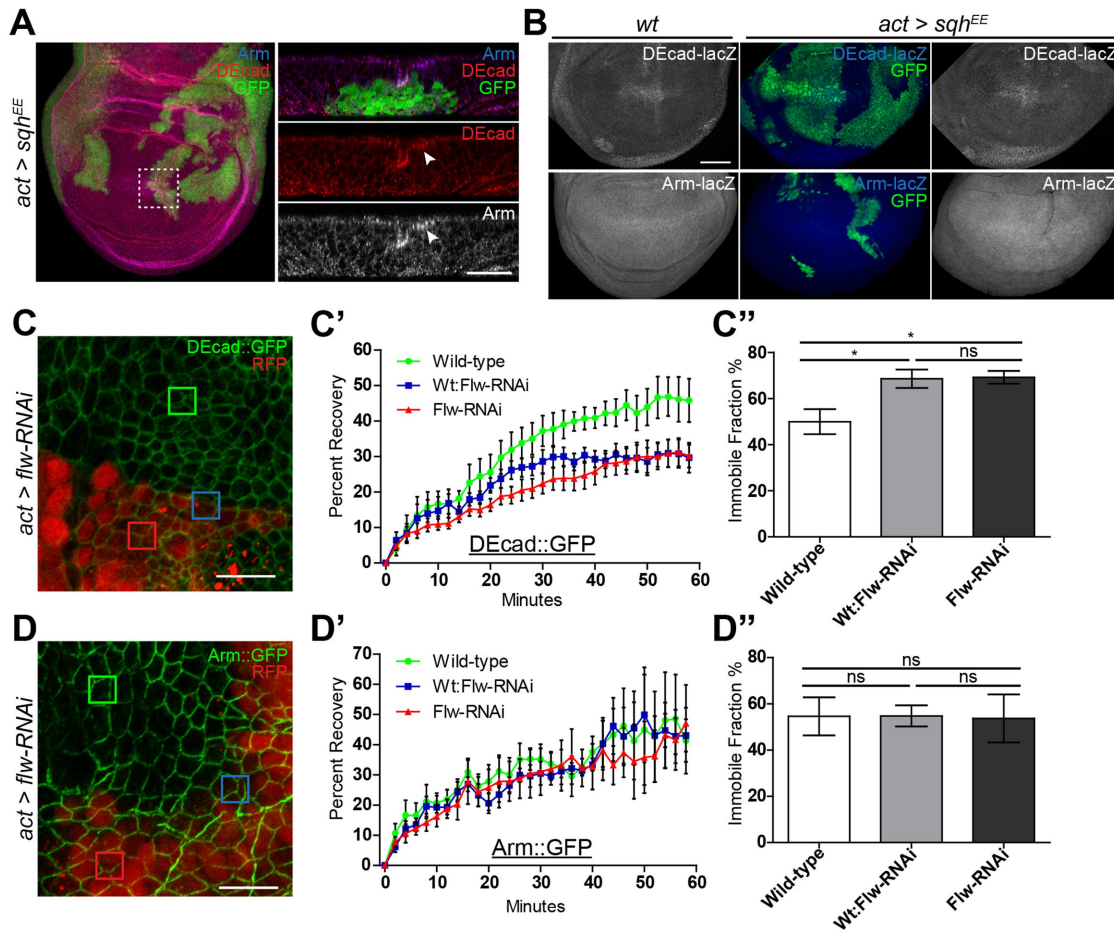 A
act > sqhEE
Arm
DEcad
GFP
Arm
DEcad
GFP
DEcad
Arm
B
wt
act > sqhEE
DEcad-lacZ
DEcad-lacZ
GFP
DEcad-lacZ
Arm-lacZ
Arm-lacZ
GFP
Arm-lacZ
C
act > flw-RNAi
DEcad::GFP
RFP
C'
Percent Recovery
60
50
40
30
20
10
0
Wild-type
Wt:Flw-RNAi
Flw-RNAi
DEcad::GFP
0 10 20 30 40 50 60
Minutes
C''
Immobile Fraction %
80
60
40
20
0
*
* ns
Wild-type
Wt:Flw-RNAi
Flw-RNAi
D
act > flw-RNAi
Arm::GFP
RFP
D'
Percent Recovery
70
60
50
40
30
20
10
0
Wild-type
Wt:Flw-RNAi
Flw-RNAi
Arm::GFP
0 10 20 30 40 50 60
Minutes
D''
Immobile Fraction %
80
60
40
20
0
ns
ns ns
Wild-type
Wt:Flw-RNAi
Flw-RNAi